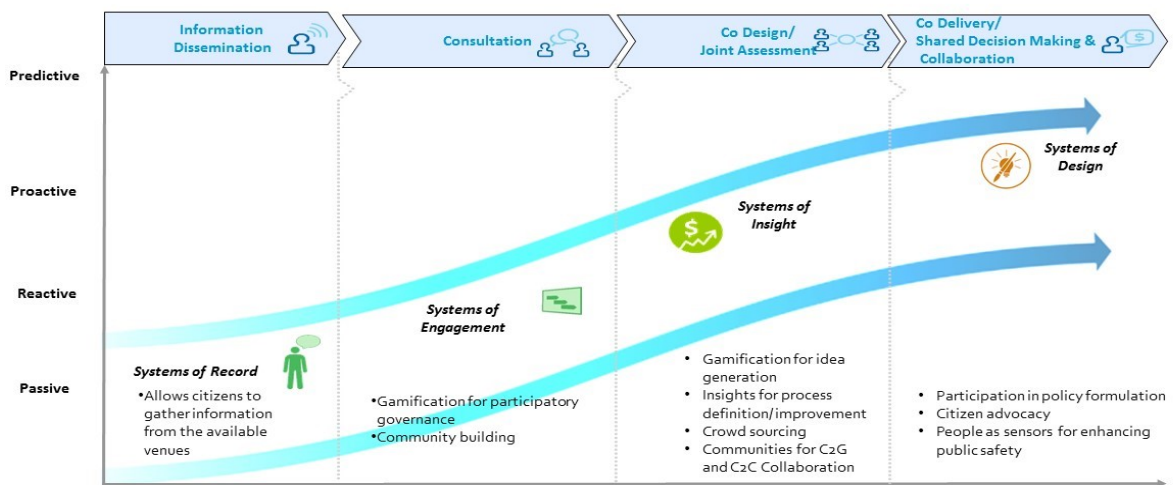 Information
Dissemination
Consultation
Co Design/
Joint Assessment
Co Delivery/
Shared Decision Making &
Collaboration
Predictive
Proactive
Reactive
Passive
Systems of
Design
Systems of
Insight
Systems of
Engagement
Systems of Record
•Allows citizens to
gather information
from the available
venues
•Gamification for participatory
governance
•Community building
• Gamification for idea
generation
• Insights for process
definition/improvement
• Crowd sourcing
• Communities for C2G
and C2C Collaboration
• Participation in policy formulation
• Citizen advocacy
• People as sensors for enhancing
public safety
$
$